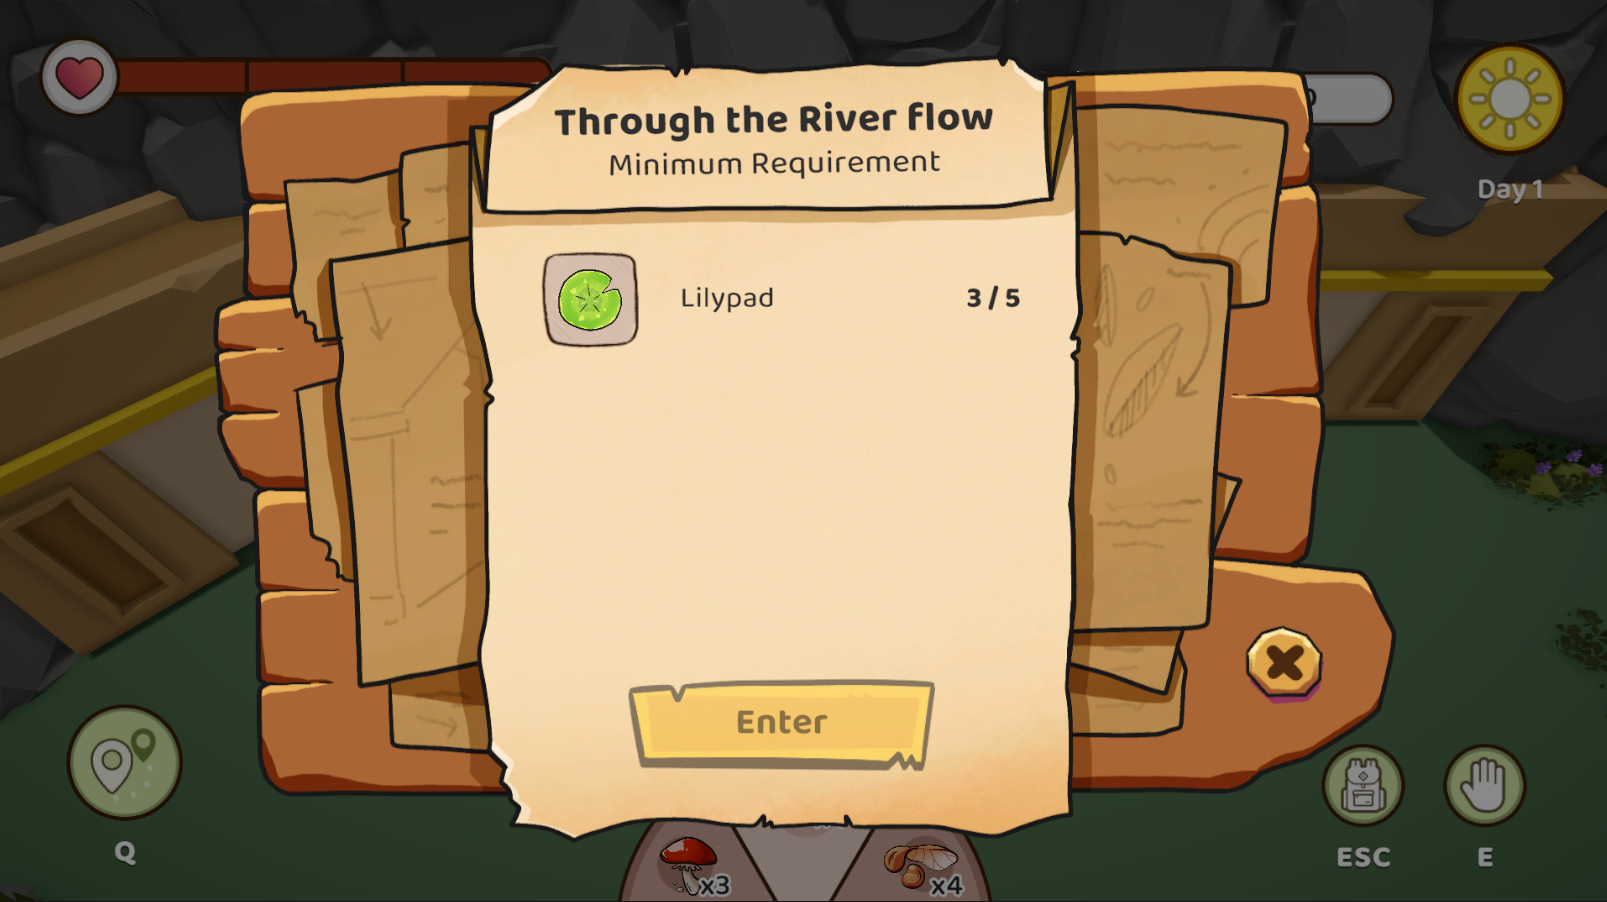 Through the River flow
Minimum Requirement
Day 1
Lilypad
3 / 5
Enter
Q
x3
x4
ESC
E